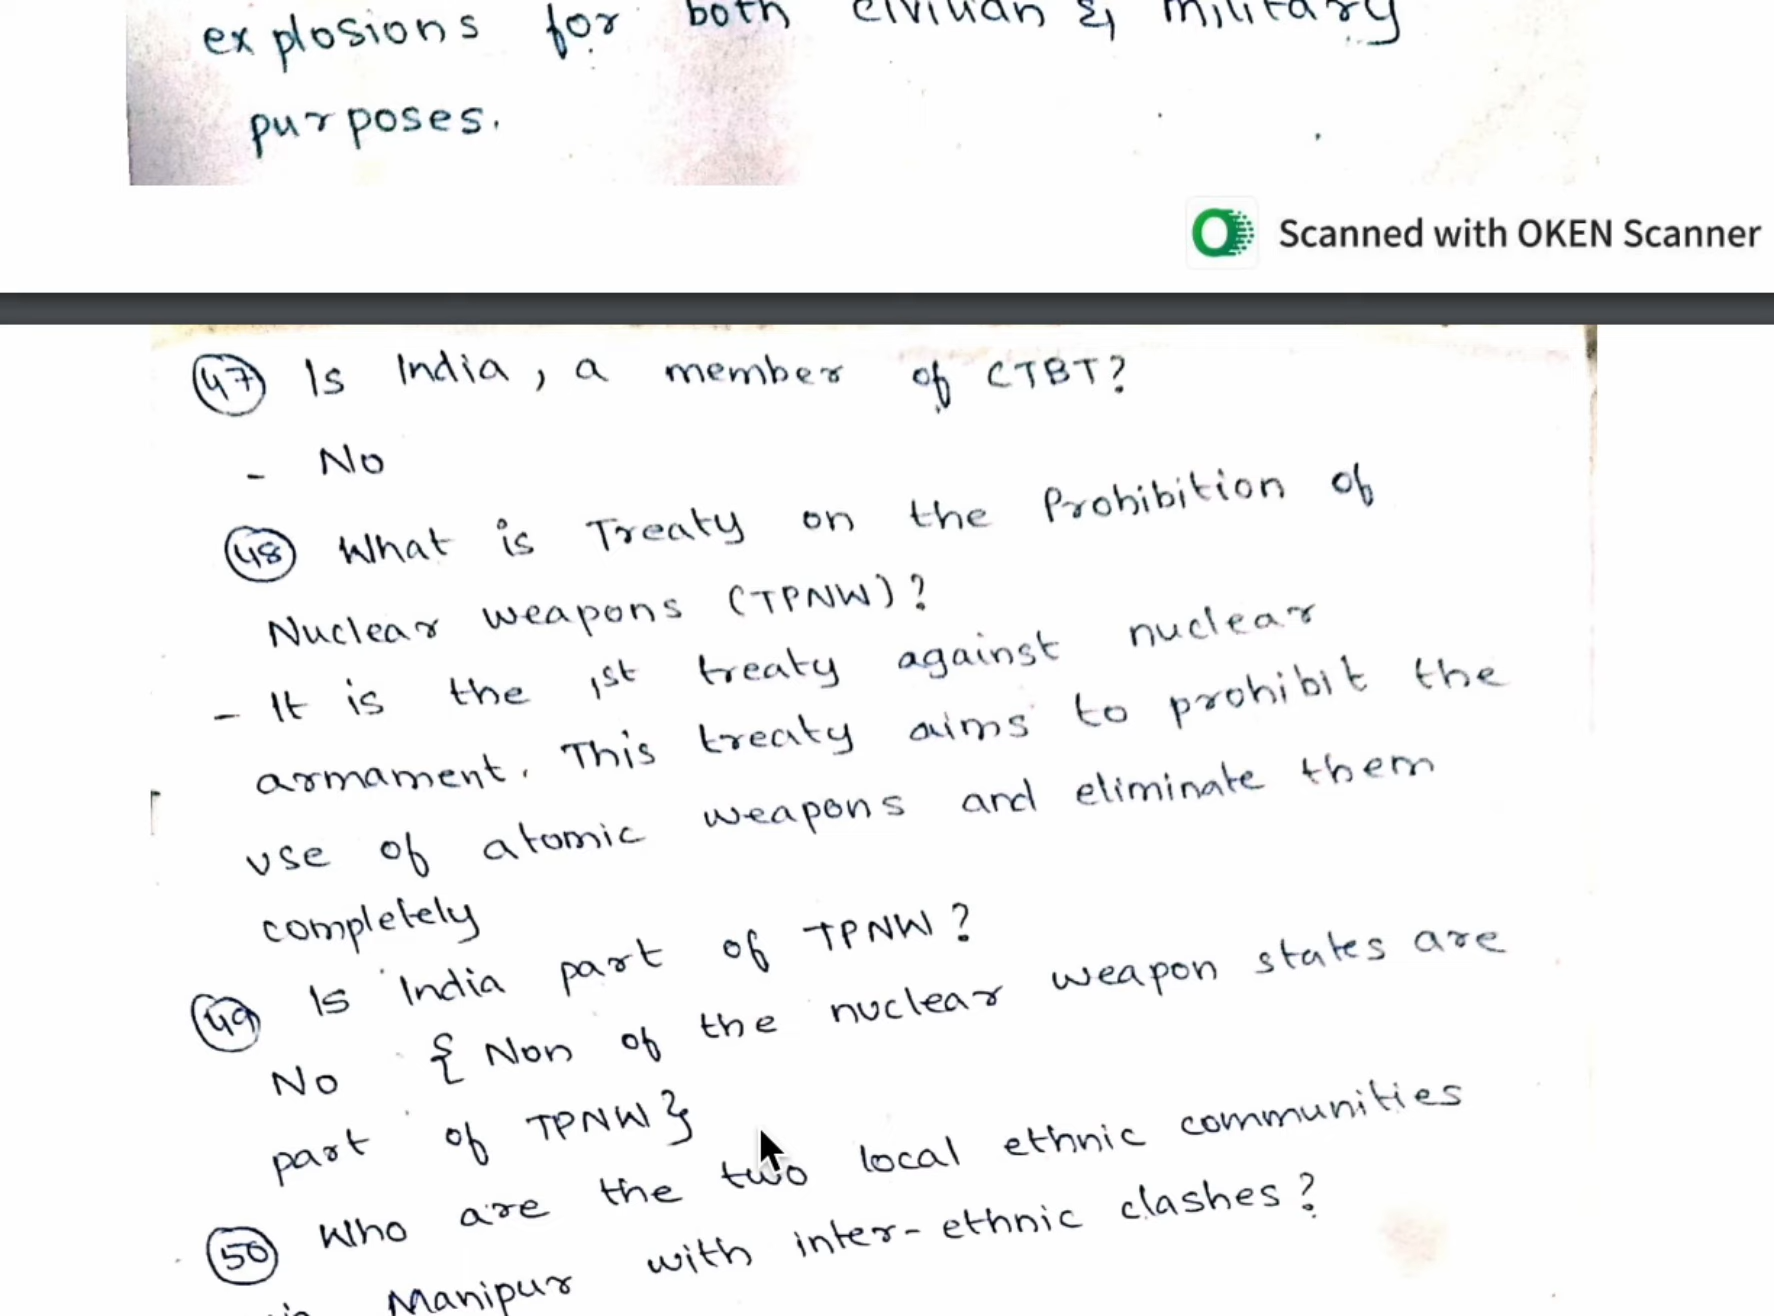 explosions for both civilian & military
purposes.
Scanned with OKEN Scanner
47 Is India, a member of CTBT?
- No
48 What is Treaty on the Prohibition of
Nuclear weapons (TPNW)?
- It is the 1st treaty against nuclear
armament. This treaty aims to prohibit the
use of atomic weapons and eliminate them
completely
49 Is India part of TPNW?
No { Non of the nuclear weapon states are
part of TPNW}
50 Who are the two local ethnic communities
in Manipur with inter-ethnic clashes?